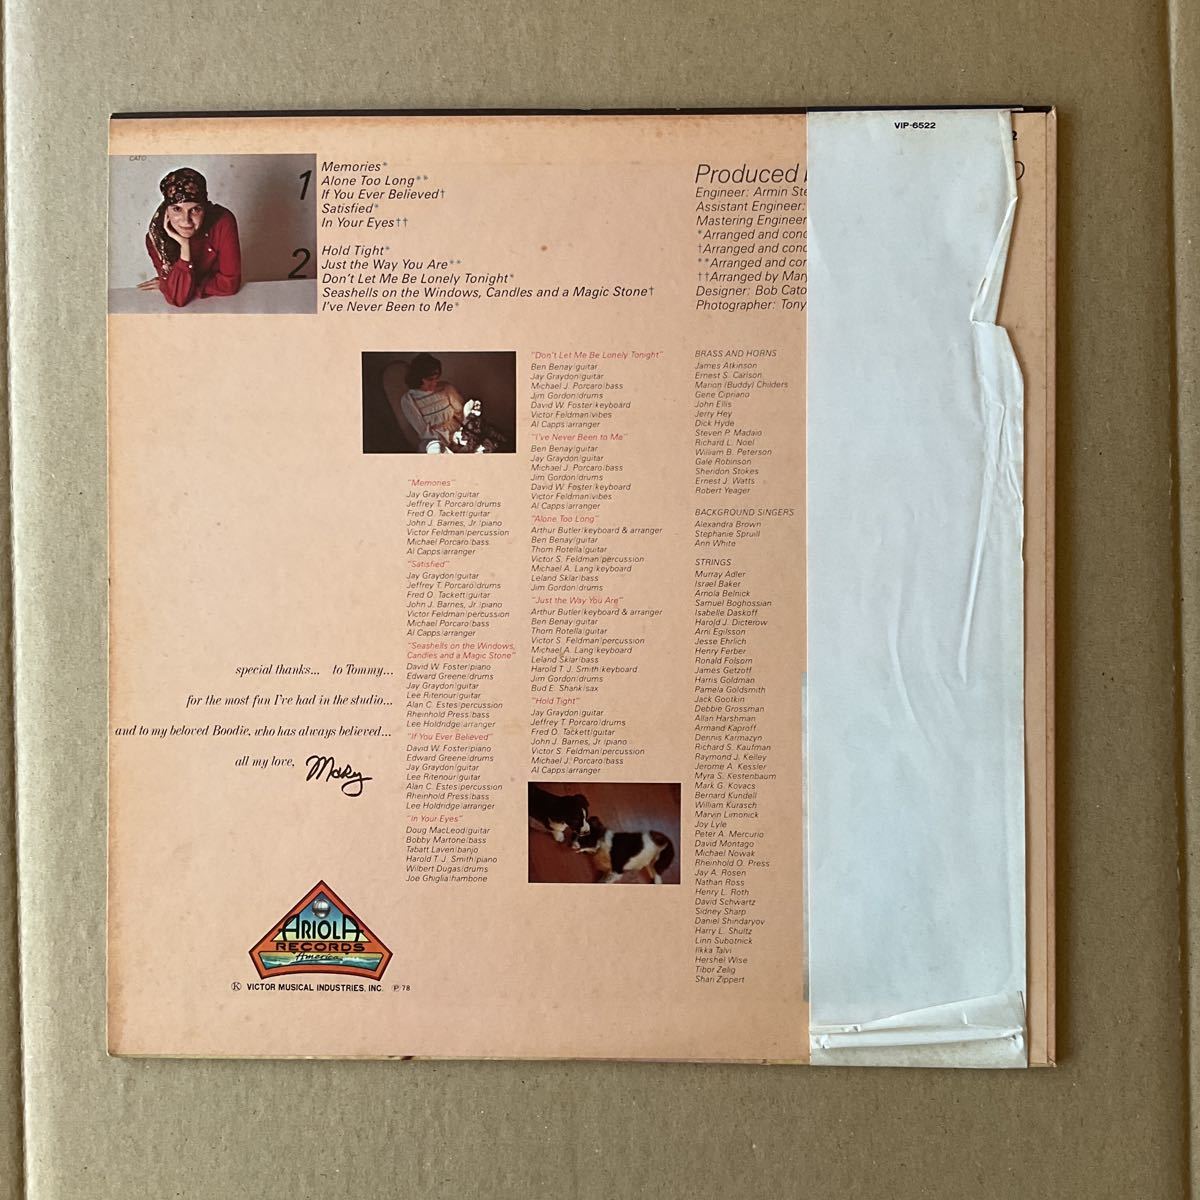 VIP-6522
2
CATO
1
Memories*
Alone Too Long**
If You Ever Believed†
Satisfied*
In Your Eyes††
2
Hold Tight*
Just the Way You Are**
Don't Let Me Be Lonely Tonight*
Seashells on the Windows, Candles and a Magic Stone†
I've Never Been to Me*
Produced
Engineer: Armin Ste
Assistant Engineer:
Mastering Engineer
*Arranged and cond
†Arranged and cond
**Arranged and con
††Arranged by Mary
Designer: Bob Cato
Photographer: Tony
"Memories"
Jay Graydon/guitar
Jeffrey T. Porcaro/drums
Fred O. Tackett/guitar
John J. Barnes, Jr./piano
Victor Feldman/percussion
Michael Porcaro/bass
Al Capps/arranger
"Satisfied"
Jay Graydon/guitar
Jeffrey T. Porcaro/drums
Fred O. Tackett/guitar
John J. Barnes, Jr./piano
Victor Feldman/percussion
Michael Porcaro/bass
Al Capps/arranger
"Seashells on the Windows,
Candles and a Magic Stone"
David W. Foster/piano
Edward Greene/drums
Jay Graydon/guitar
Lee Ritenour/guitar
Alan C. Estes/percussion
Rheinhold Press/bass
Lee Holdridge/arranger
"If You Ever Believed"
David W. Foster/piano
Edward Greene/drums
Jay Graydon/guitar
Lee Ritenour/guitar
Alan C. Estes/percussion
Rheinhold Press/bass
Lee Holdridge/arranger
"In Your Eyes"
Doug MacLeod/guitar
Bobby Martone/bass
Tabatt Laven/banjo
Harold T. J. Smith/piano
Wilbert Dugas/drums
Joe Ghiglia/hambone
"Don't Let Me Be Lonely Tonight"
Ben Benay/guitar
Jay Graydon/guitar
Michael J. Porcaro/bass
Jim Gordon/drums
David W. Foster/keyboard
Victor Feldman/vibes
Al Capps/arranger
"I've Never Been to Me"
Ben Benay/guitar
Jay Graydon/guitar
Michael J. Porcaro/bass
Jim Gordon/drums
David W. Foster/keyboard
Victor Feldman/vibes
Al Capps/arranger
"Alone Too Long"
Arthur Butler/keyboard & arranger
Ben Benay/guitar
Thom Rotella/guitar
Victor S. Feldman/percussion
Michael A. Lang/keyboard
Leland Sklar/bass
Jim Gordon/drums
"Just the Way You Are"
Arthur Butler/keyboard & arranger
Ben Benay/guitar
Thom Rotella/guitar
Victor S. Feldman/percussion
Michael A. Lang/keyboard
Leland Sklar/bass
Harold T. J. Smith/keyboard
Jim Gordon/drums
Bud E. Shank/sax
"Hold Tight"
Jay Graydon/guitar
Jeffrey T. Porcaro/drums
Fred O. Tackett/guitar
John J. Barnes, Jr./piano
Victor S. Feldman/percussion
Michael J. Porcaro/bass
Al Capps/arranger
BRASS AND HORNS
James Atkinson
Ernest S. Carlson
Marion (Buddy) Childers
Gene Cipriano
John Ellis
Jerry Hey
Dick Hyde
Steven P. Madaio
Richard L. Noel
William B. Peterson
Gale Robinson
Sheridon Stokes
Ernest J. Watts
Robert Yeager
BACKGROUND SINGERS
Alexandra Brown
Stephanie Spruill
Ann White
STRINGS
Murray Adler
Israel Baker
Arnola Belnick
Samuel Boghossian
Isabelle Daskoff
Harold J. Dicterow
Arni Egilsson
Jesse Ehrlich
Henry Ferber
Ronald Folsom
James Getzoff
Harris Goldman
Pamela Goldsmith
Jack Gootkin
Debbie Grossman
Allan Harshman
Armand Kaproff
Dennis Karmazyn
Richard S. Kaufman
Raymond J. Kelley
Jerome A. Kessler
Myra S. Kestenbaum
Mark G. Kovacs
Bernard Kundell
William Kurasch
Marvin Limonick
Joy Lyle
Peter A. Mercurio
David Montago
Michael Nowak
Rheinhold O. Press
Jay A. Rosen
Nathan Ross
Henry L. Roth
David Schwartz
Sidney Sharp
Daniel Shindaryov
Harry L. Shultz
Linn Subotnick
Ilkka Talvi
Hershel Wise
Tibor Zelig
Shari Zippert
special thanks... to Tommy...
for the most fun I've had in the studio...
and to my beloved Boodie, who has always believed...
all my love, Mary
ARIOLA
RECORDS
America
Ⓚ VICTOR MUSICAL INDUSTRIES, INC. Ⓟ 78